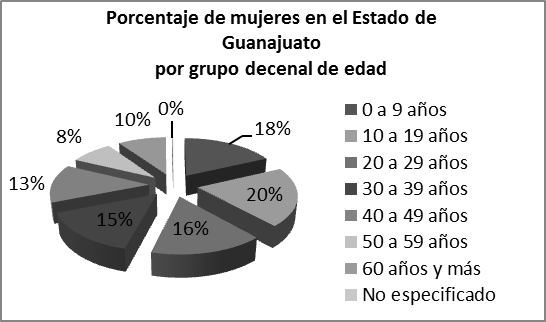 Porcentaje de mujeres en el Estado de
Guanajuato
por grupo decenal de edad
0%
10%
18%
8%
13%
20%
15%
16%
0 a 9 años
10 a 19 años
20 a 29 años
30 a 39 años
40 a 49 años
50 a 59 años
60 años y más
No especificado